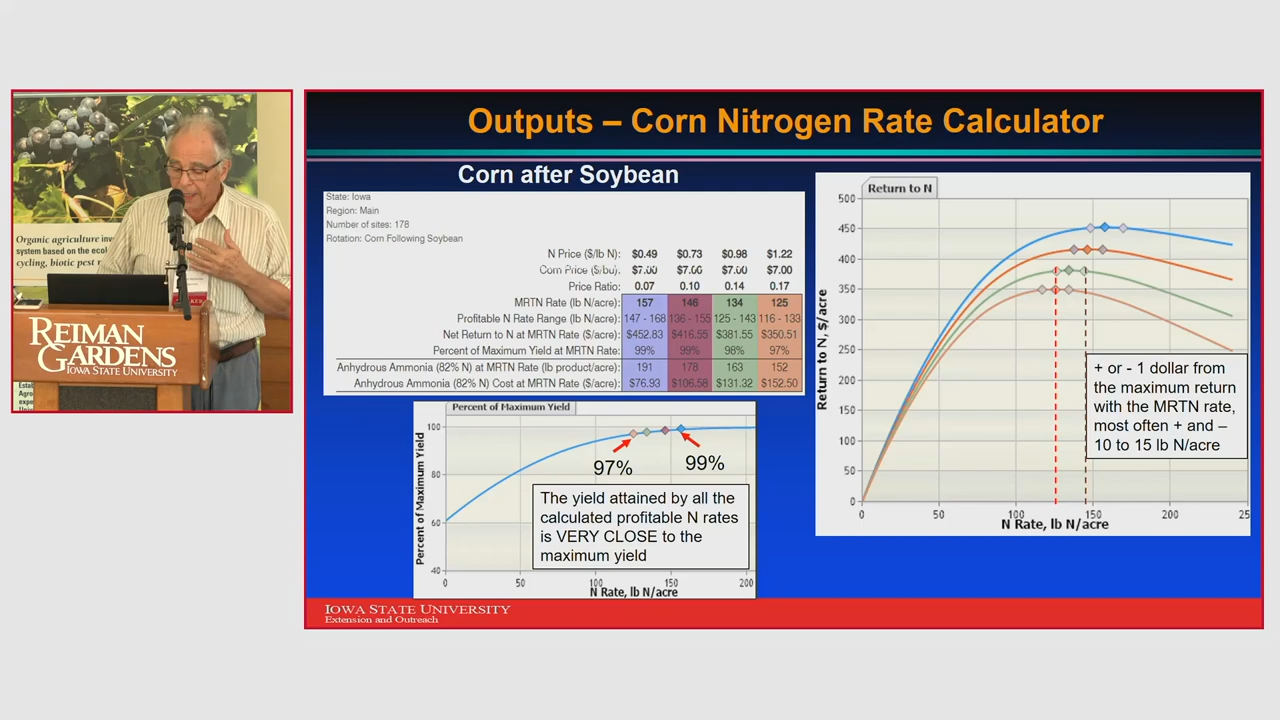 Outputs – Corn Nitrogen Rate Calculator
Corn after Soybean
State: Iowa
Region: Main
Number of sites: 178
Rotation: Corn Following Soybean
N Price ($/lb N): $0.49 $0.73 $0.98 $1.22
Corn Price ($/bu): $7.00 $7.00 $7.00 $7.00
Price Ratio: 0.07 0.10 0.14 0.17
MRTN Rate (lb N/acre): 157 146 134 125
Profitable N Rate Range (lb N/acre): 147 - 168 136 - 155 125 - 143 116 - 133
Net Return to N at MRTN Rate ($/acre): $452.83 $416.55 $381.55 $350.51
Percent of Maximum Yield at MRTN Rate: 99% 99% 98% 97%
Anhydrous Ammonia (82% N) at MRTN Rate (lb product/acre): 191 178 163 152
Anhydrous Ammonia (82% N) Cost at MRTN Rate ($/acre): $76.93 $106.58 $131.32 $152.50
Percent of Maximum Yield
Percent of Maximum Yield
100
80
60
40
0 50 100 150 200
N Rate, lb N/acre
97%
99%
The yield attained by all the
calculated profitable N rates
is VERY CLOSE to the
maximum yield
Return to N
Return to N, $/acre
500
450
400
350
300
250
200
150
100
50
0
0 50 100 150 200 25
N Rate, lb N/acre
+ or - 1 dollar from
the maximum return
with the MRTN rate,
most often + and –
10 to 15 lb N/acre
IOWA STATE UNIVERSITY
Extension and Outreach
Organic agriculture inv
system based on the ecol
cycling, biotic pest r
REIMAN
GARDENS
IOWA STATE UNIVERSITY
Estab
Agro
expe